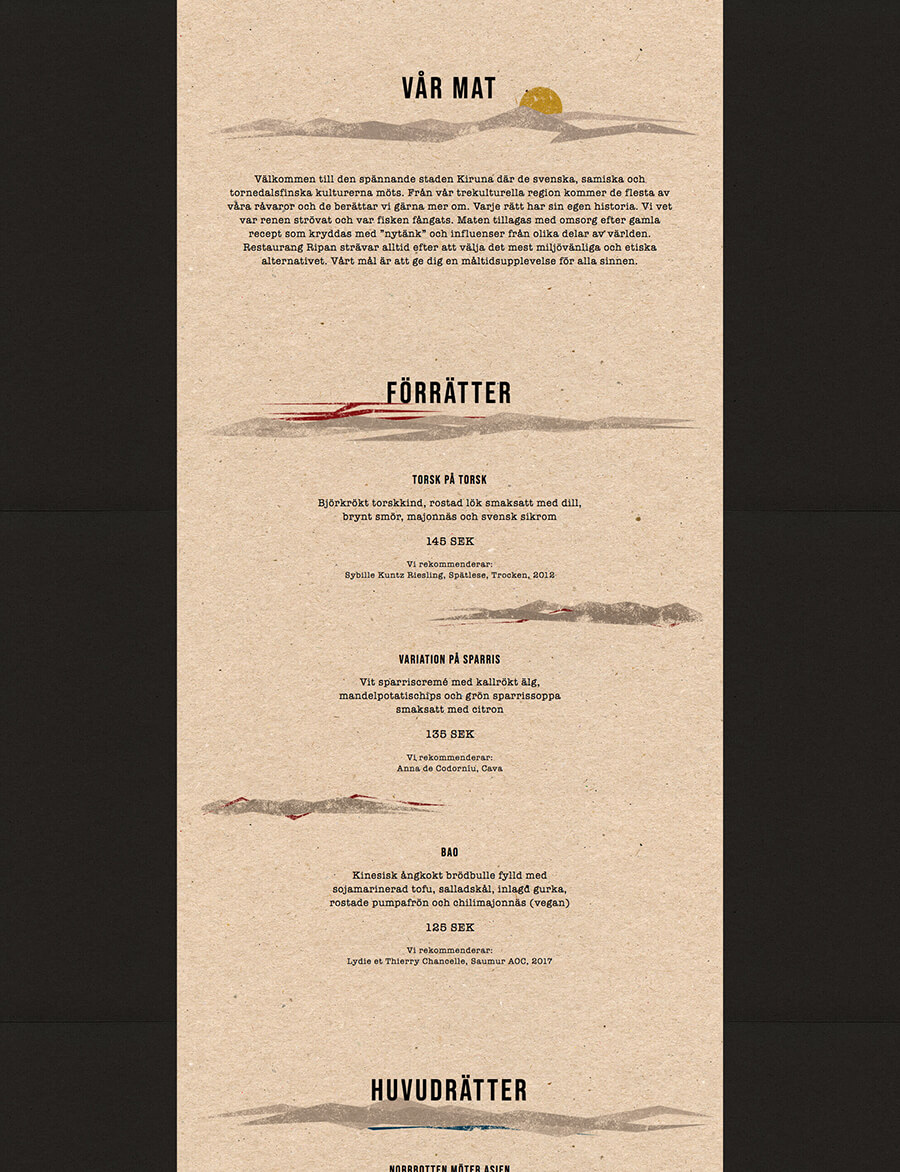 VÅR MAT
Välkommen till den spännande staden Kiruna där de svenska, samiska och
tornedalsfinska kulturerna möts. Från vår trekulturella region kommer de flesta av
våra råvaror och de berättar vi gärna mer om. Varje rätt har sin egen historia. Vi vet
var renen strövat och var fisken fångats. Maten tillagas med omsorg efter gamla
recept som kryddas med "nytänk" och influenser från olika delar av världen.
Restaurang Ripan strävar alltid efter att välja det mest miljövänliga och etiska
alternativet. Vårt mål är att ge dig en måltidsupplevelse för alla sinnen.
FÖRRÄTTER
TORSK PÅ TORSK
Björkrökt torskkind, rostad lök smaksatt med dill,
brynt smör, majonnäs och svensk sikrom
145 SEK
Vi rekommenderar:
Sybille Kuntz Riesling, Spätlese, Trocken, 2012
VARIATION PÅ SPARRIS
Vit sparriscremé med kallrökt älg,
mandelpotatischips och grön sparrissoppa
smaksatt med citron
135 SEK
Vi rekommenderar:
Anna de Codorníu, Cava
BAO
Kinesisk ångkokt brödbulle fylld med
sojamarinerad tofu, salladskål, inlagd gurka,
rostade pumpafrön och chilimajonnäs (vegan)
125 SEK
Vi rekommenderar:
Lydie et Thierry Chancelle, Saumur AOC, 2017
HUVUDRÄTTER
NORRBOTTEN MÖTER ASIEN